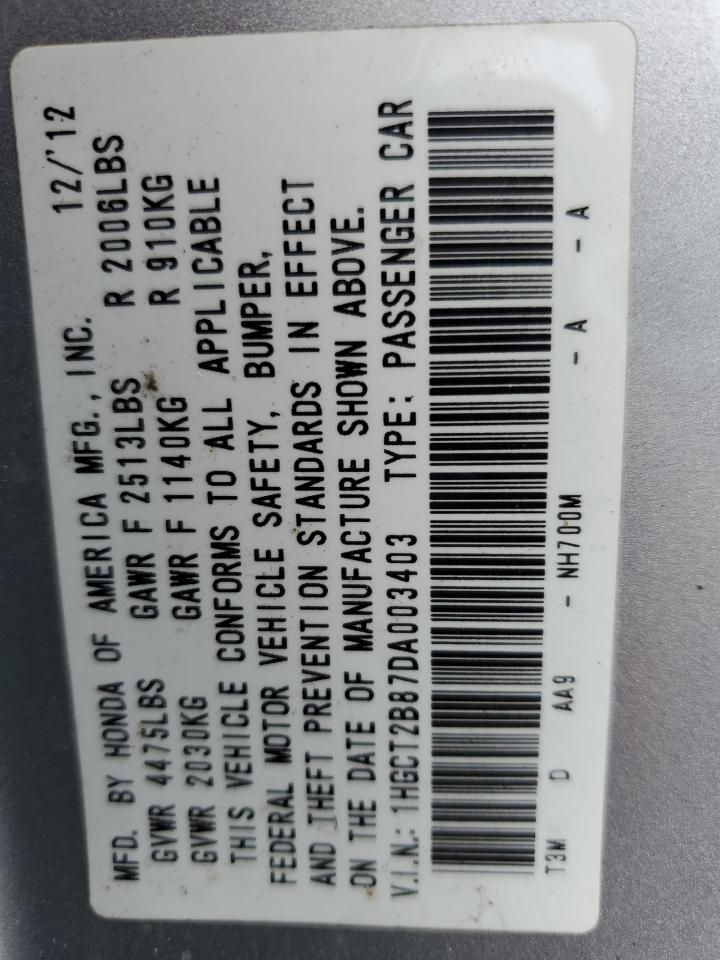 MFD. BY HONDA OF AMERICA MFG., INC. 12/'12
GVWR 4475LBS GAWR F 2513LBS R 2006LBS
GVWR 2030KG GAWR F 1140KG R 910KG
THIS VEHICLE CONFORMS TO ALL APPLICABLE
FEDERAL MOTOR VEHICLE SAFETY, BUMPER,
AND THEFT PREVENTION STANDARDS IN EFFECT
ON THE DATE OF MANUFACTURE SHOWN ABOVE.
V.I.N.: 1HGCT2B87DA003403 TYPE: PASSENGER CAR
T3M D AA9 - NH700M - A - A